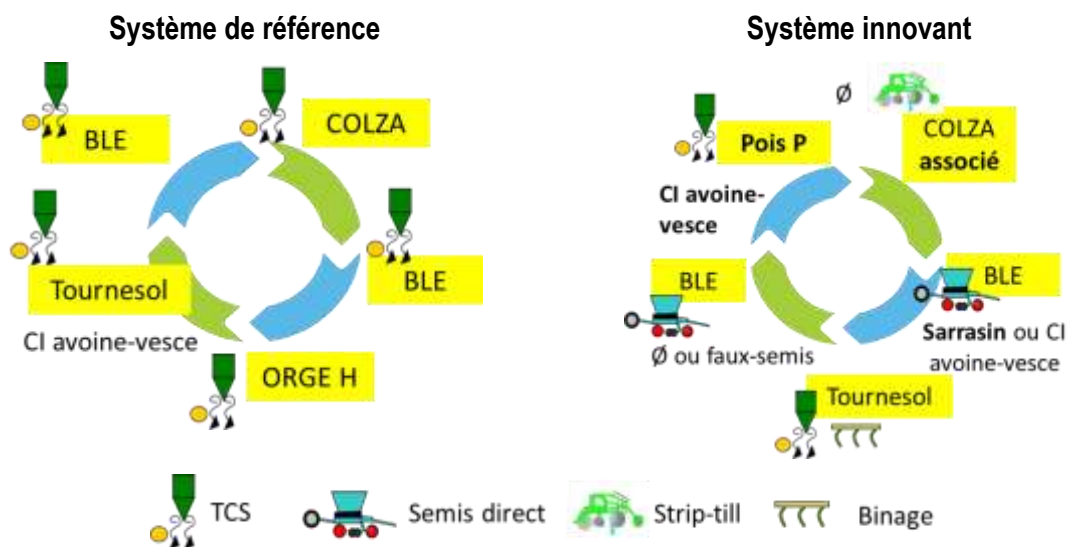 Système de référence
BLE
COLZA
Tournesol
BLE
CI avoine-vesce
ORGE H
Système innovant
Ø
Pois P
COLZA
associé
CI avoine-
vesce
BLE
BLE
Ø ou faux-semis
Sarrasin ou CI
avoine-vesce
Tournesol
TCS
Semis direct
Strip-till
Binage